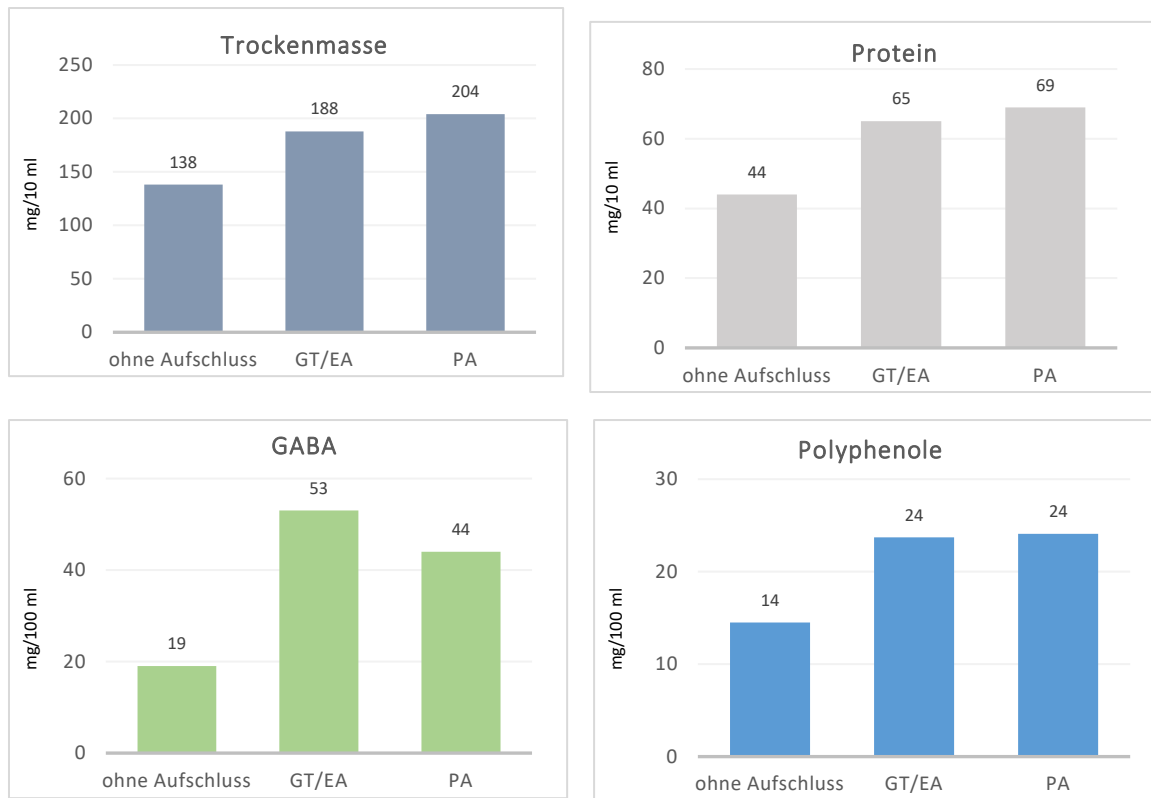 Trockenmasse
250
200
150
100
50
0
mg/10 ml
138
188
204
ohne Aufschluss GT/EA PA
Protein
80
60
40
20
0
mg/10 ml
44
65
69
ohne Aufschluss GT/EA PA
GABA
60
40
20
0
mg/100 ml
19
53
44
ohne Aufschluss GT/EA PA
Polyphenole
30
20
10
0
mg/100 ml
14
24
24
ohne Aufschluss GT/EA PA